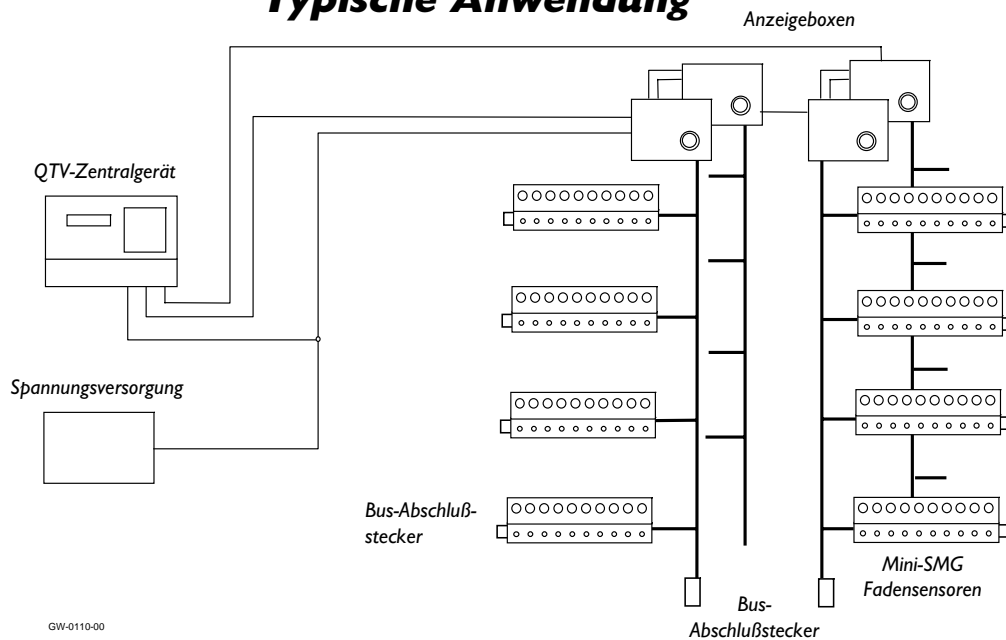 Typische Anwendung
Anzeigeboxen
QTV-Zentralgerät
Spannungsversorgung
Bus-Abschluß-
stecker
Mini-SMG
Fadensensoren
Bus-
Abschlußstecker
GW-0110-00